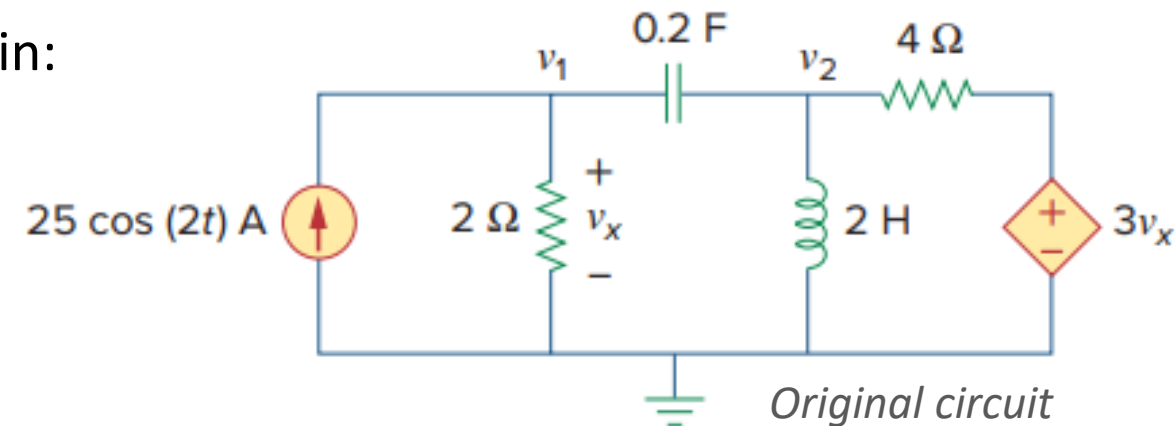 in:
0.2 F
4 Ω
v₁
v₂
+
25 cos (2t) A
2 Ω
vₓ
2 H
+
3vₓ
−
−
Original circuit